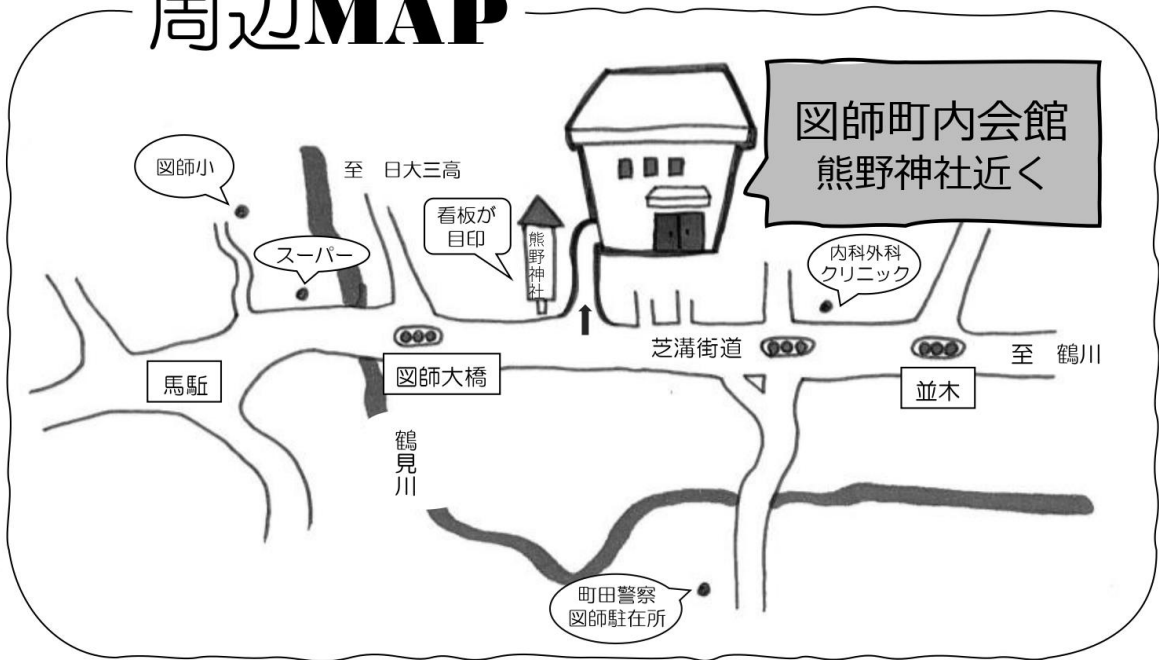 周辺MAP
図師町内会館
熊野神社近く
図師小
至 日大三高
看板が
目印
熊野神社
スーパー
内科外科
クリニック
芝溝街道
至 鶴川
馬駈
図師大橋
並木
鶴見川
町田警察
図師駐在所